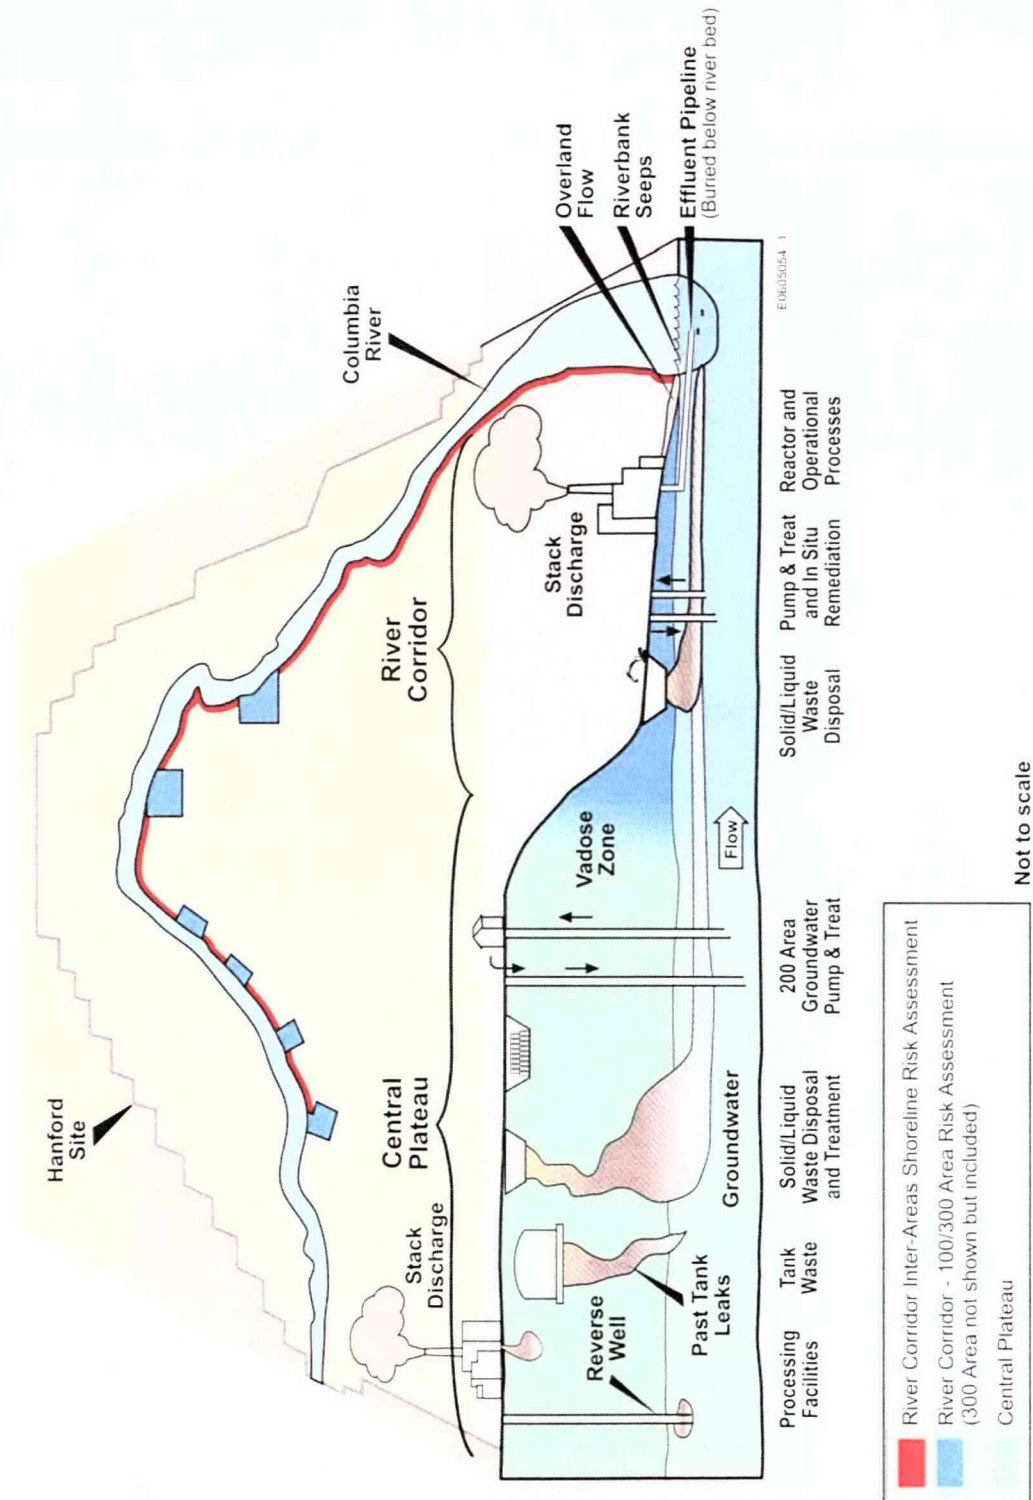 Hanford
Site
Columbia
River
Overland
Flow
Riverbank
Seeps
Effluent Pipeline
(Buried below river bed)
Stack
Discharge
Central
Plateau
River
Corridor
Stack
Discharge
Reverse
Well
Past Tank
Leaks
Groundwater
Vadose
Zone
Flow
E0605054 1
Processing
Facilities
Tank
Waste
Solid/Liquid
Waste Disposal
and Treatment
200 Area
Groundwater
Pump & Treat
Solid/Liquid
Waste
Disposal
Pump & Treat
and In Situ
Remediation
Reactor and
Operational
Processes
River Corridor Inter-Areas Shoreline Risk Assessment
River Corridor - 100/300 Area Risk Assessment
(300 Area not shown but included)
Central Plateau
Not to scale